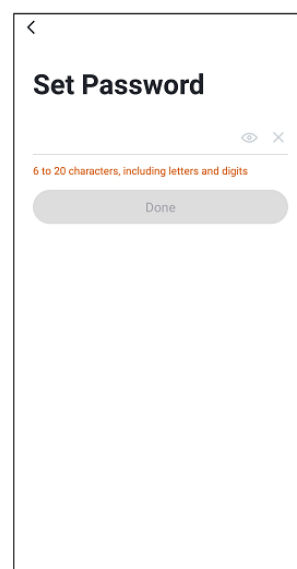 Set Password
6 to 20 characters, including letters and digits
Done